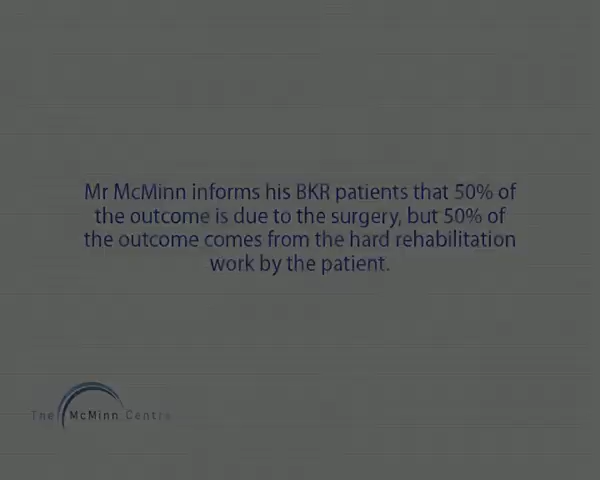 Mr McMinn informs his BKR patients that 50% of
the outcome is due to the surgery, but 50% of
the outcome comes from the hard rehabilitation
work by the patient.
The McMinn Centre